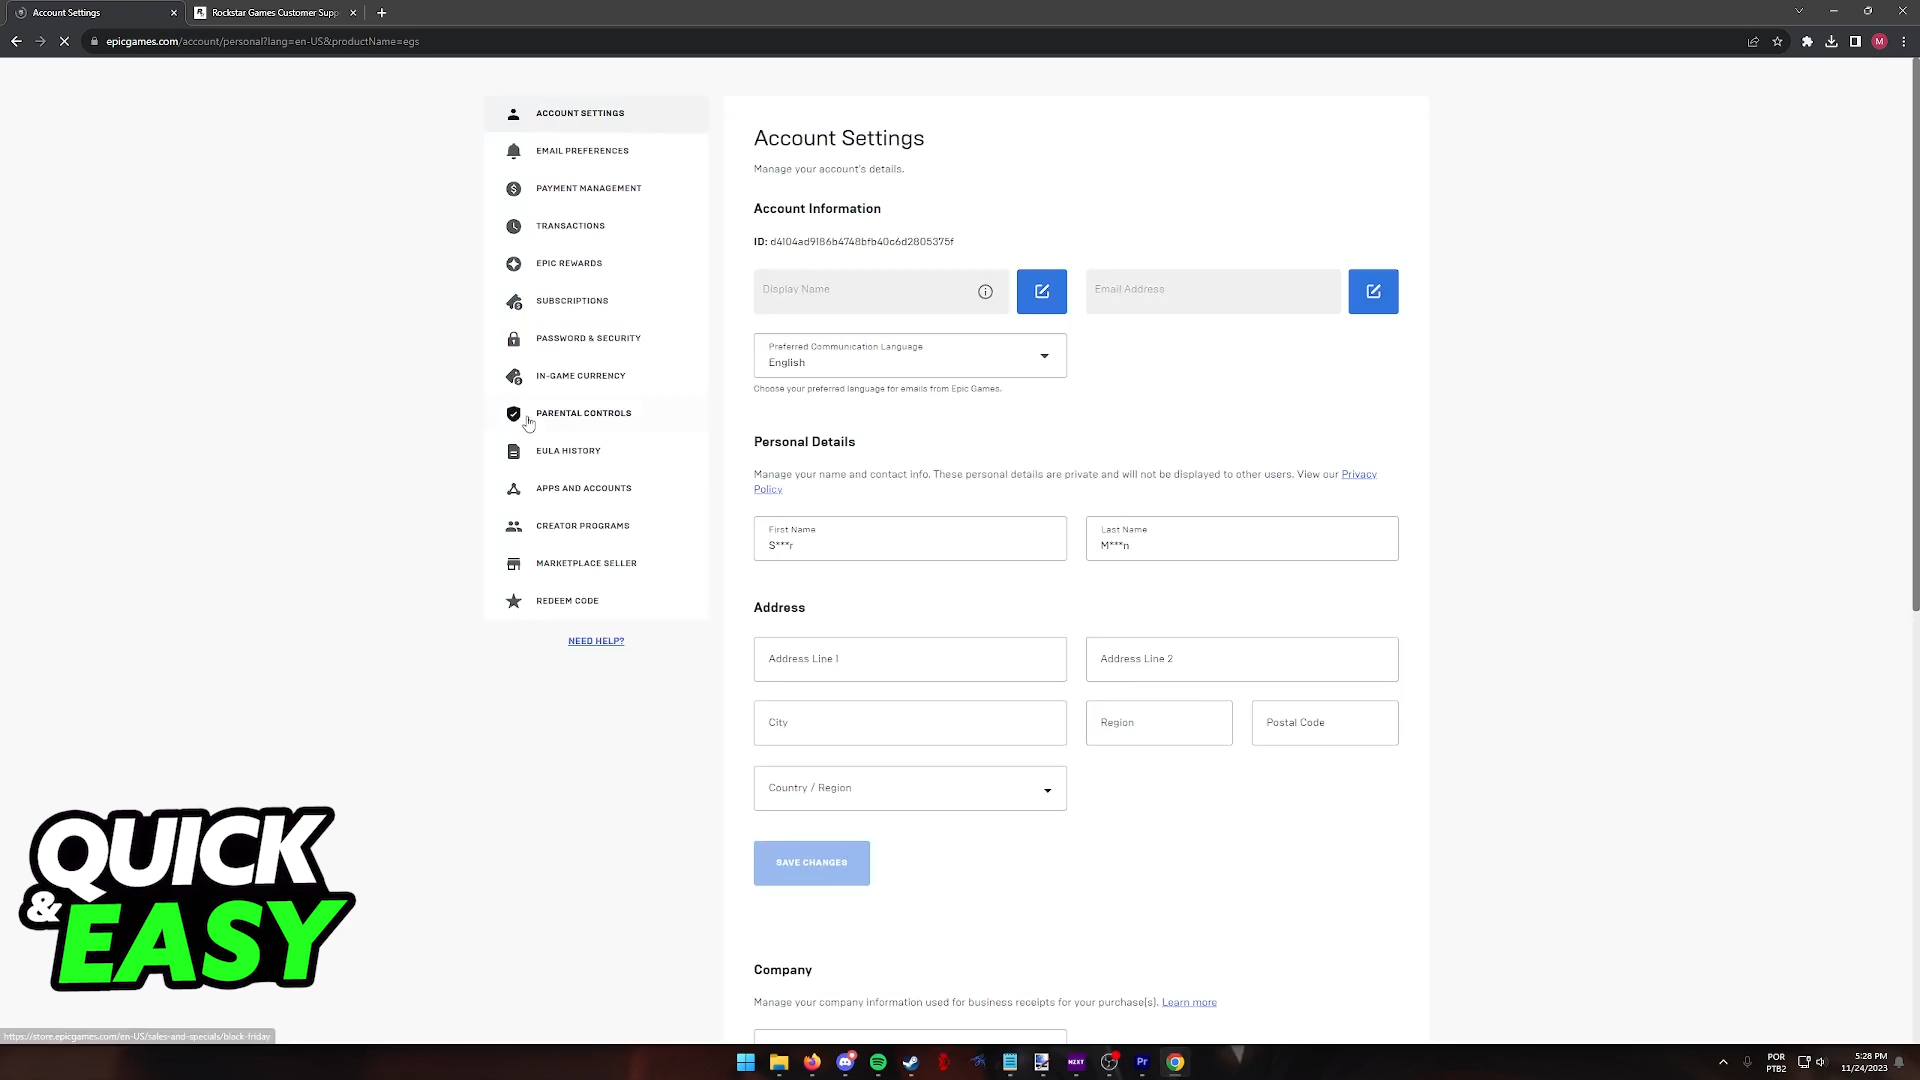 Account Settings
Rockstar Games Customer Supp
epicgames.com/account/personal?lang=en-US&productName=egs
M
ACCOUNT SETTINGS
EMAIL PREFERENCES
PAYMENT MANAGEMENT
TRANSACTIONS
EPIC REWARDS
SUBSCRIPTIONS
PASSWORD & SECURITY
IN-GAME CURRENCY
PARENTAL CONTROLS
EULA HISTORY
APPS AND ACCOUNTS
CREATOR PROGRAMS
MARKETPLACE SELLER
REDEEM CODE
NEED HELP?
Account Settings
Manage your account's details.
Account Information
ID: d4104ad9186b4748bfb40c6d2805375f
Display Name
Email Address
Preferred Communication Language
English
Choose your preferred language for emails from Epic Games.
Personal Details
Manage your name and contact info. These personal details are private and will not be displayed to other users. View our Privacy
Policy
First Name
S***r
Last Name
M***n
Address
Address Line 1
Address Line 2
City
Region
Postal Code
Country / Region
SAVE CHANGES
Company
Manage your company information used for business receipts for your purchase(s). Learn more
QUICK
& EASY
https://store.epicgames.com/en-US/sales-and-specials/black-friday
NZXT
Pr
POR
PTB2
5:28 PM
11/24/2023